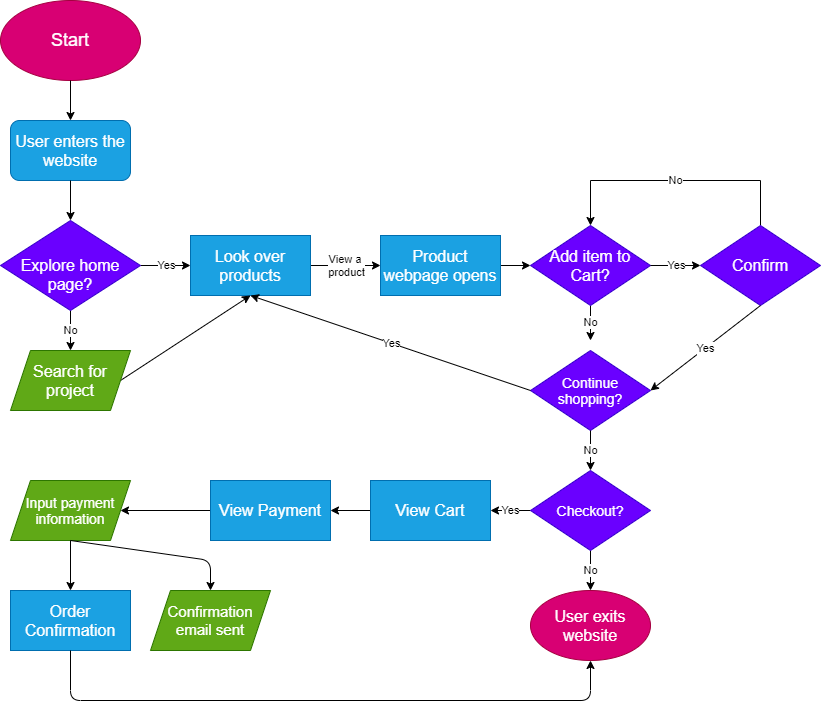 Start
User enters the
website
Explore home
page?
Yes
Look over
products
View a
product
Product
webpage opens
Add item to
Cart?
Yes
Confirm
No
No
Search for
project
No
Yes
Yes
Continue
shopping?
No
Input payment
information
View Payment
View Cart
Yes
Checkout?
No
Order
Confirmation
Confirmation
email sent
User exits
website